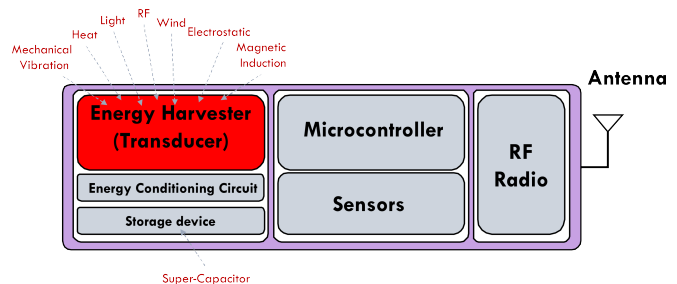 RF
Light
Wind
Heat
Electrostatic
Mechanical
Vibration
Magnetic
Induction
Antenna
Energy Harvester
(Transducer)
Microcontroller
RF
Radio
Energy Conditioning Circuit
Sensors
Storage device
Super-Capacitor